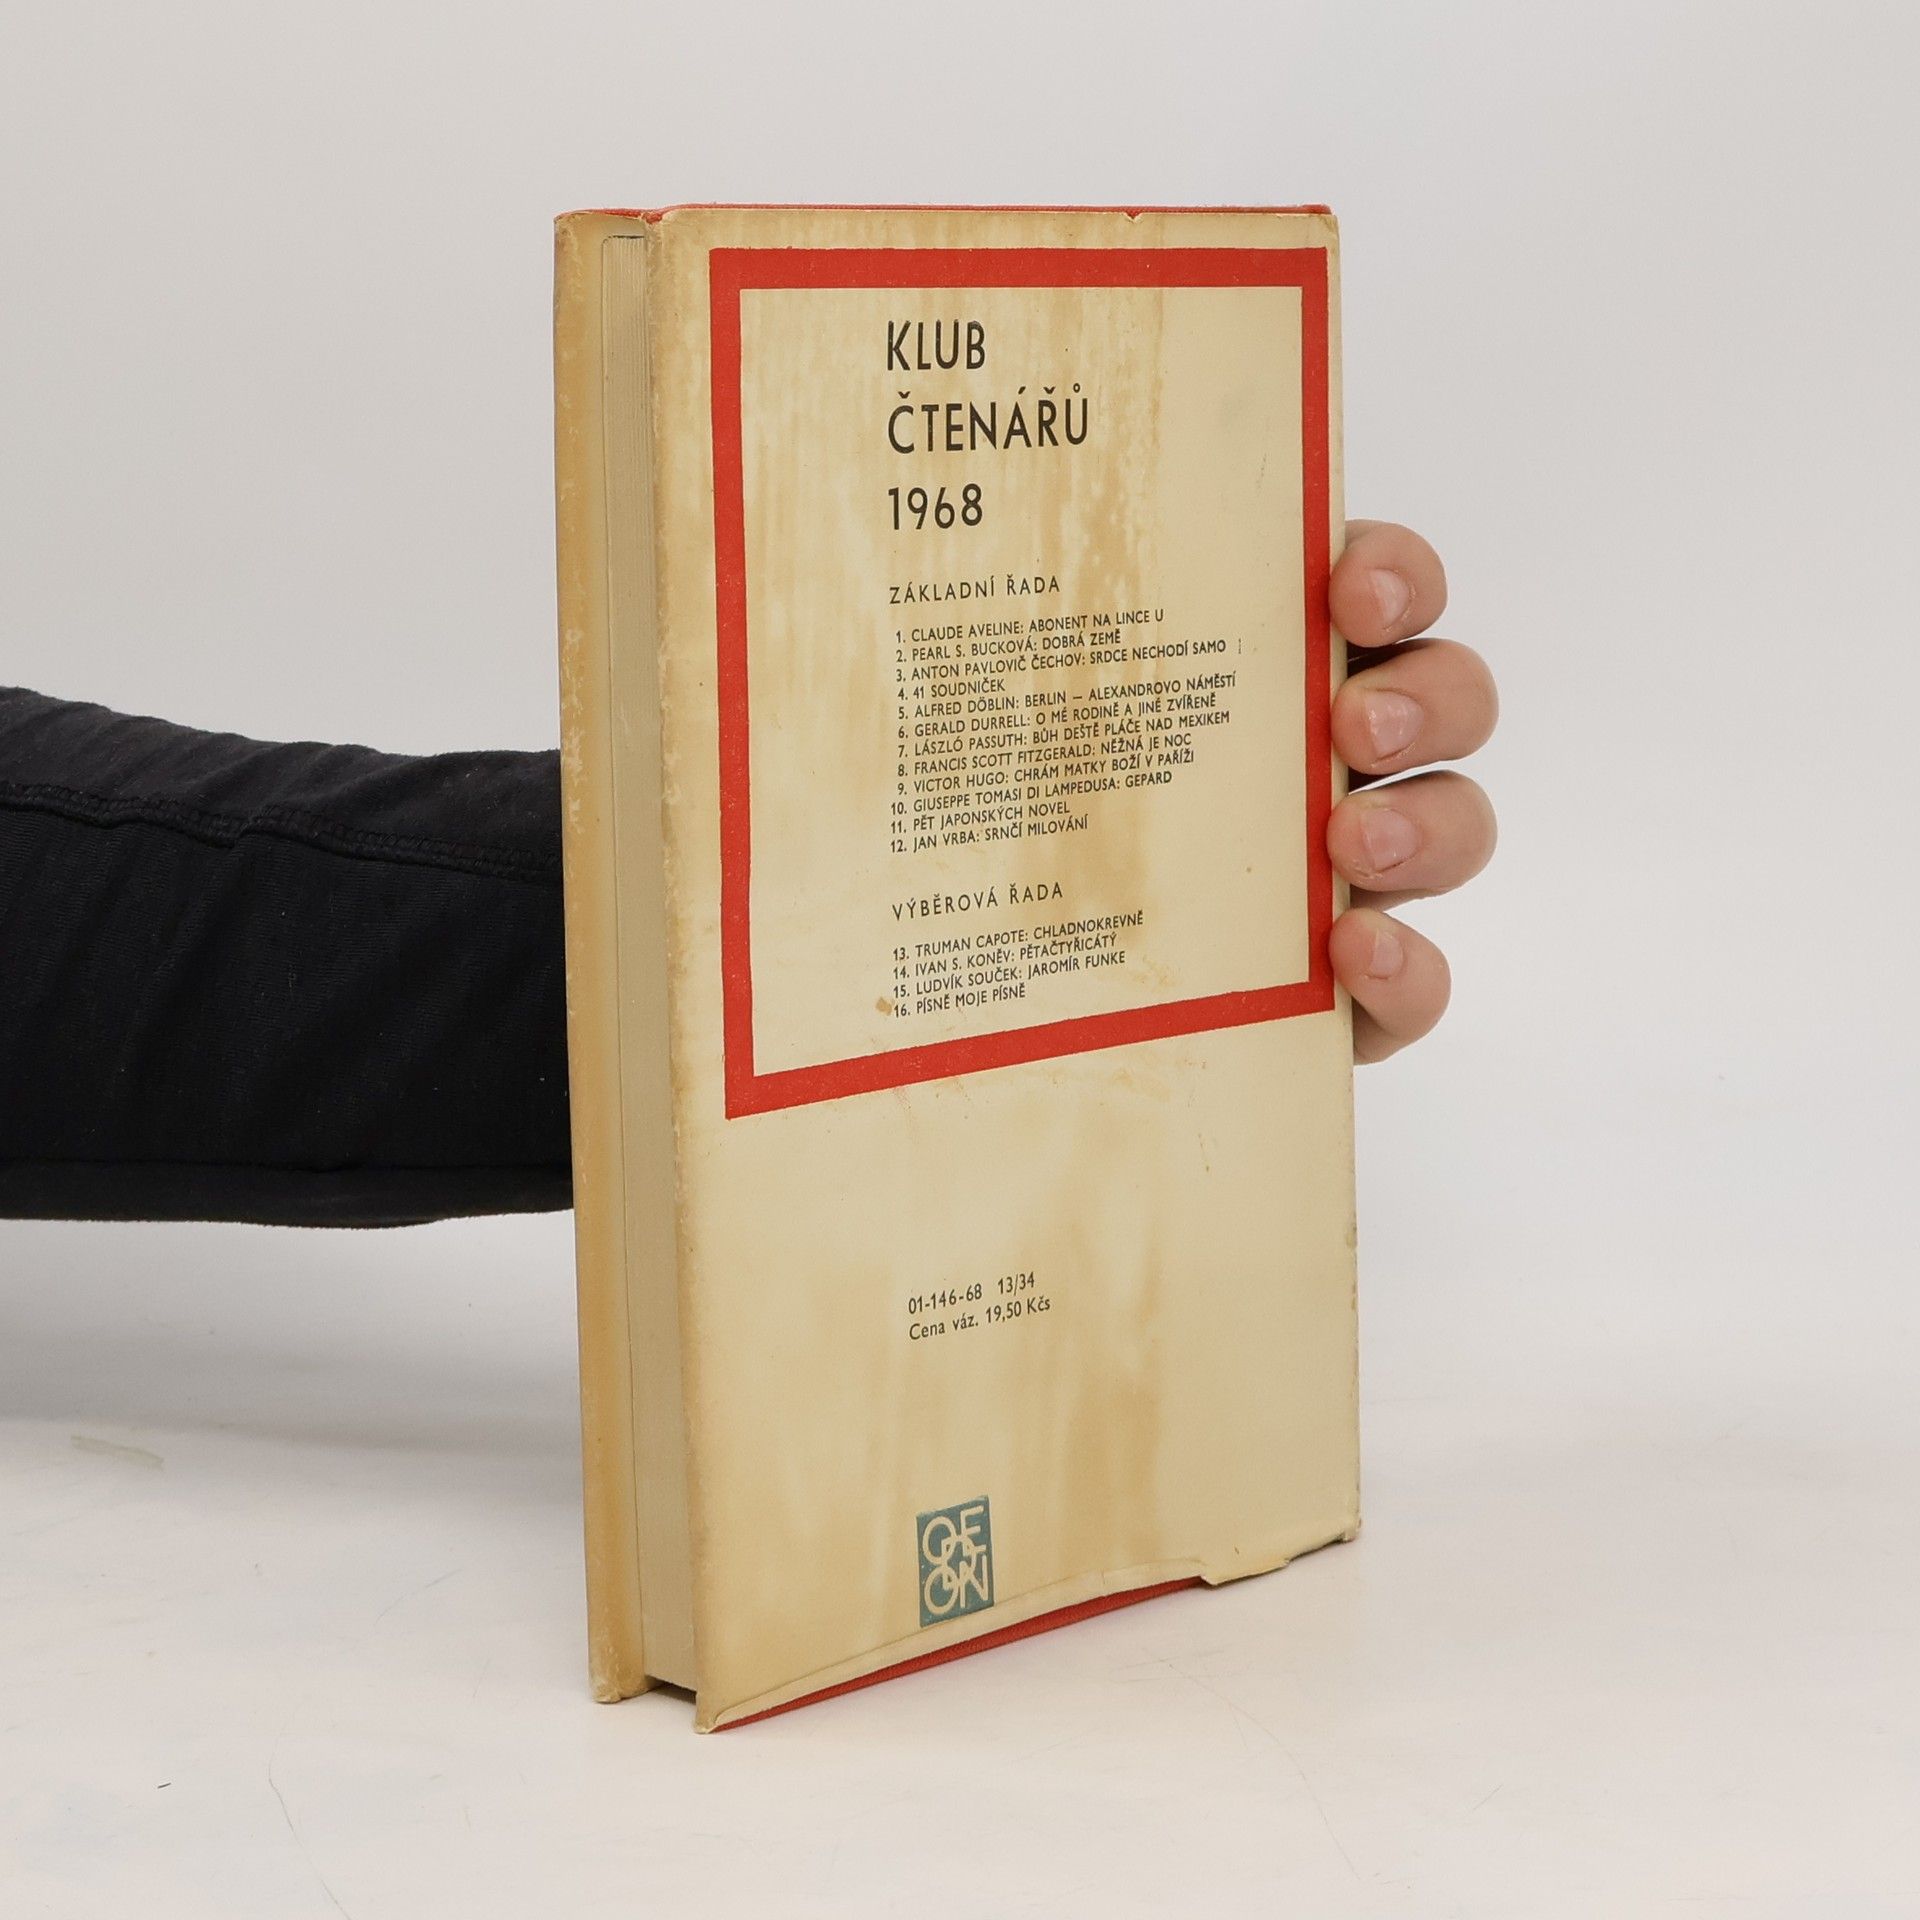 KLUB
ČTENÁŘŮ
1968
ZÁKLADNÍ ŘADA
1. CLAUDE AVELINE: ABONENT NA LINCE U
2. PEARL S. BUCKOVÁ: DOBRÁ ZEMĚ
3. ANTON PAVLOVIČ ČECHOV: SRDCE NECHODÍ SAMO
4. 41 SOUDNIČEK
5. ALFRED DÖBLIN: BERLIN — ALEXANDROVO NÁMĚSTÍ
6. GERALD DURRELL: O MÉ RODINĚ A JINÉ ZVÍŘENĚ
7. LÁSZLÓ PASSUTH: BŮH DEŠTĚ PLÁČE NAD MEXIKEM
8. FRANCIS SCOTT FITZGERALD: NĚŽNÁ JE NOC
9. VICTOR HUGO: CHRÁM MATKY BOŽÍ V PAŘÍŽI
10. GIUSEPPE TOMASI DI LAMPEDUSA: GEPARD
11. PĚT JAPONSKÝCH NOVEL
12. JAN VRBA: SRNČÍ MILOVÁNÍ
VÝBĚROVÁ ŘADA
13. TRUMAN CAPOTE: CHLADNOKREVNĚ
14. IVAN S. KONĚV: PĚTAČTYŘICÁTÝ
15. LUDVÍK SOUČEK: JAROMÍR FUNKE
16. PÍSNĚ MOJE PÍSNĚ
01-146-68 13/34
Cena váz. 19,50 Kčs
ODEON